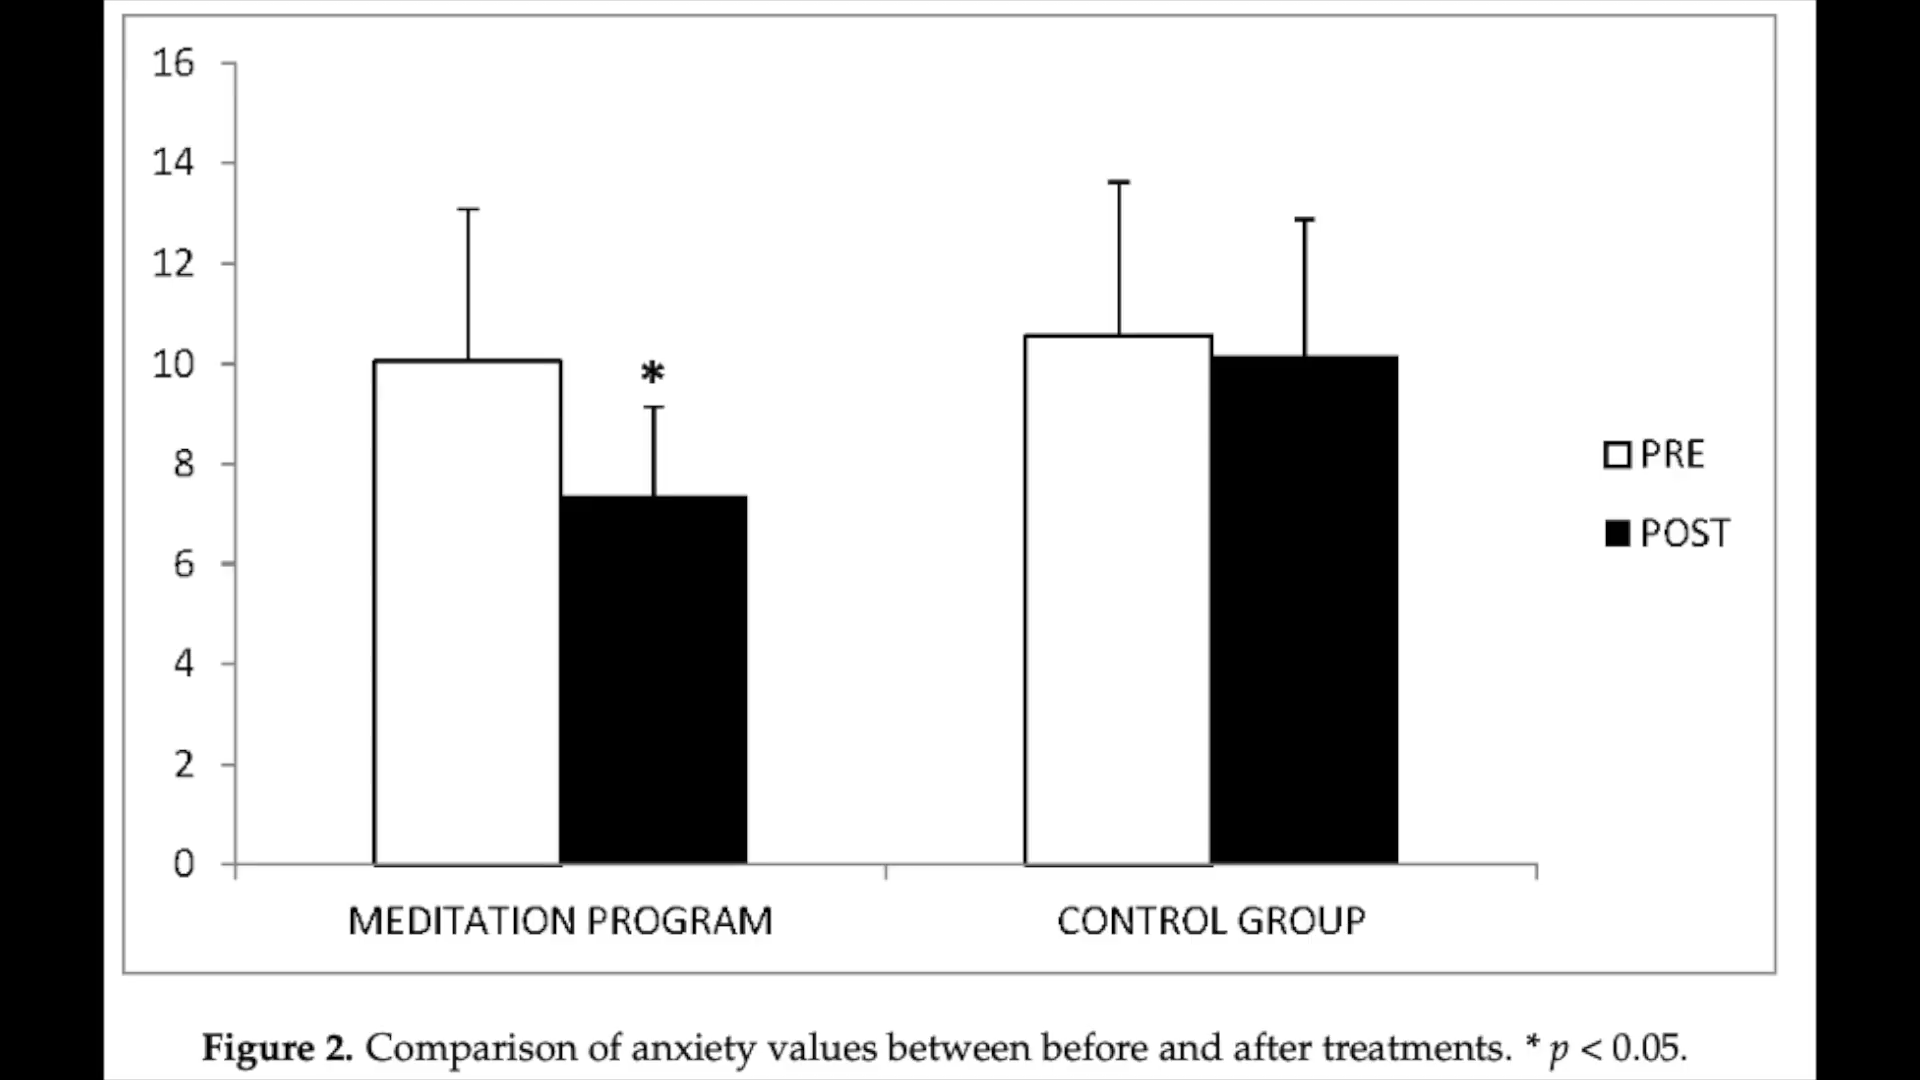 16
14
12
10
8
6
4
2
0
*
PRE
POST
MEDITATION PROGRAM
CONTROL GROUP
Figure 2. Comparison of anxiety values between before and after treatments. * p < 0.05.